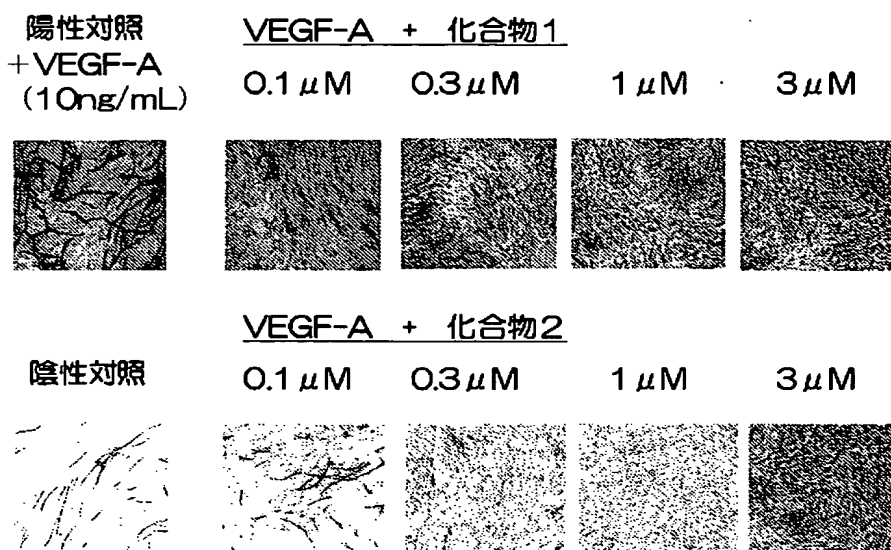 陽性対照
+VEGF-A
(10ng/mL)
VEGF-A + 化合物1
0.1μM 0.3μM 1μM 3μM
VEGF-A + 化合物2
陰性対照
0.1μM 0.3μM 1μM 3μM